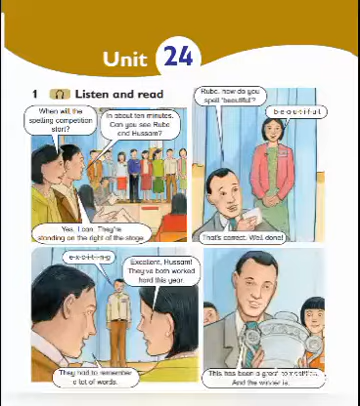 Unit 24
1 Listen and read
When will the
spelling competition
start?
In about ten minutes.
Can you see Ruba
and Hussam?
Yes, I can. They're
standing on the right of the stage.
Ruba, how do you
spell 'beautiful'?
b-e-a-u-t-i-f-u-l
That's correct. Well done!
e-x-c-i-t-i-n-g
Excellent, Hussam!
They've both worked
hard this year.
They had to remember
a lot of words.
This has been a great competition.
And the winner is